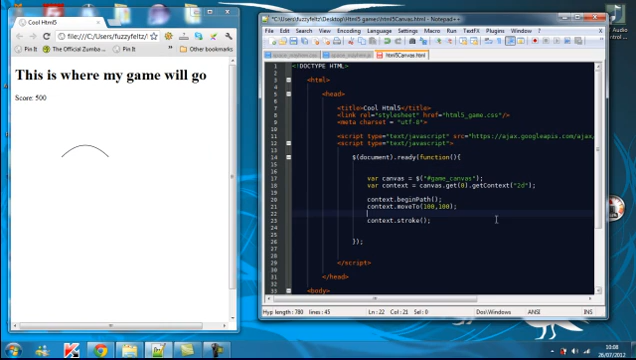 Cool Html5
file:///C:/Users/fuzzyfeltz/
Pin It
The Official Zumba
Pin It
Other bookmarks
This is where my game will go
Score: 500
*C:\Users\fuzzyfeltz\Desktop\Html5 games\html5Canvas.html - Notepad++
File Edit Search View Encoding Language Settings Macro Run TextFX Plugins Window ?
html5Canvas.html
<!DOCTYPE HTML>
<html>
<head>
<title>Cool Html5</title>
<link rel="stylesheet" href="html5_game.css"/>
<meta charset = "utf-8">
<script type="text/javascript" src="https://ajax.googleapis.com/ajax/
<script type="text/javascript">
$(document).ready(function(){
var canvas = $("#game_canvas");
var context = canvas.get(0).getContext("2d");
context.beginPath();
context.moveTo(100,100);
context.stroke();
});
</script>
</head>
<body>
Hyp length: 780 lines: 45
Ln: 22 Col: 21 Sel: 0
Dos\Windows
ANSI
INS
Audio
10:08
26/07/2012